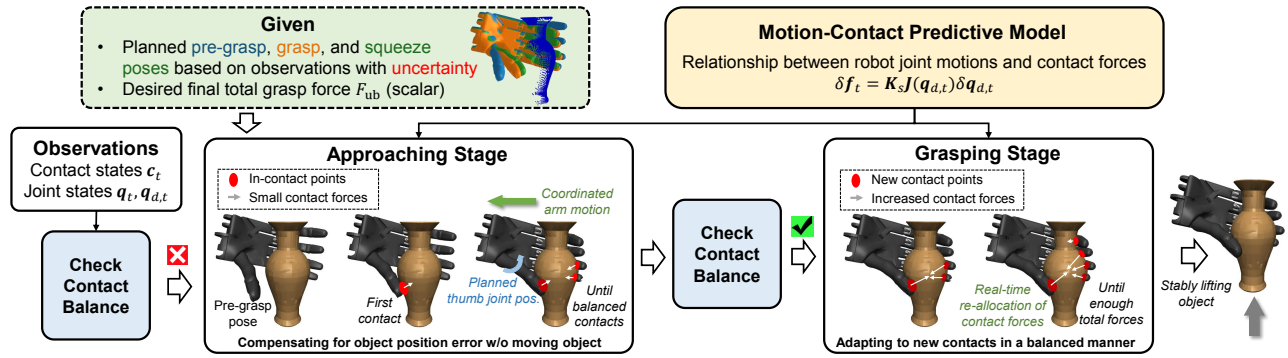 Given
• Planned pre-grasp, grasp, and squeeze
poses based on observations with uncertainty
• Desired final total grasp force F_ub (scalar)
Motion-Contact Predictive Model
Relationship between robot joint motions and contact forces
δf_t = K_s J(q_{d,t})δq_{d,t}
Observations
Contact states c_t
Joint states q_t, q_{d,t}
Check
Contact
Balance
Approaching Stage
In-contact points
Small contact forces
Coordinated
arm motion
Pre-grasp
pose
First
contact
Planned
thumb joint pos.
Until
balanced
contacts
Compensating for object position error w/o moving object
Check
Contact
Balance
Grasping Stage
New contact points
Increased contact forces
Real-time
re-allocation of
contact forces
Until
enough
total forces
Adapting to new contacts in a balanced manner
Stably lifting
object